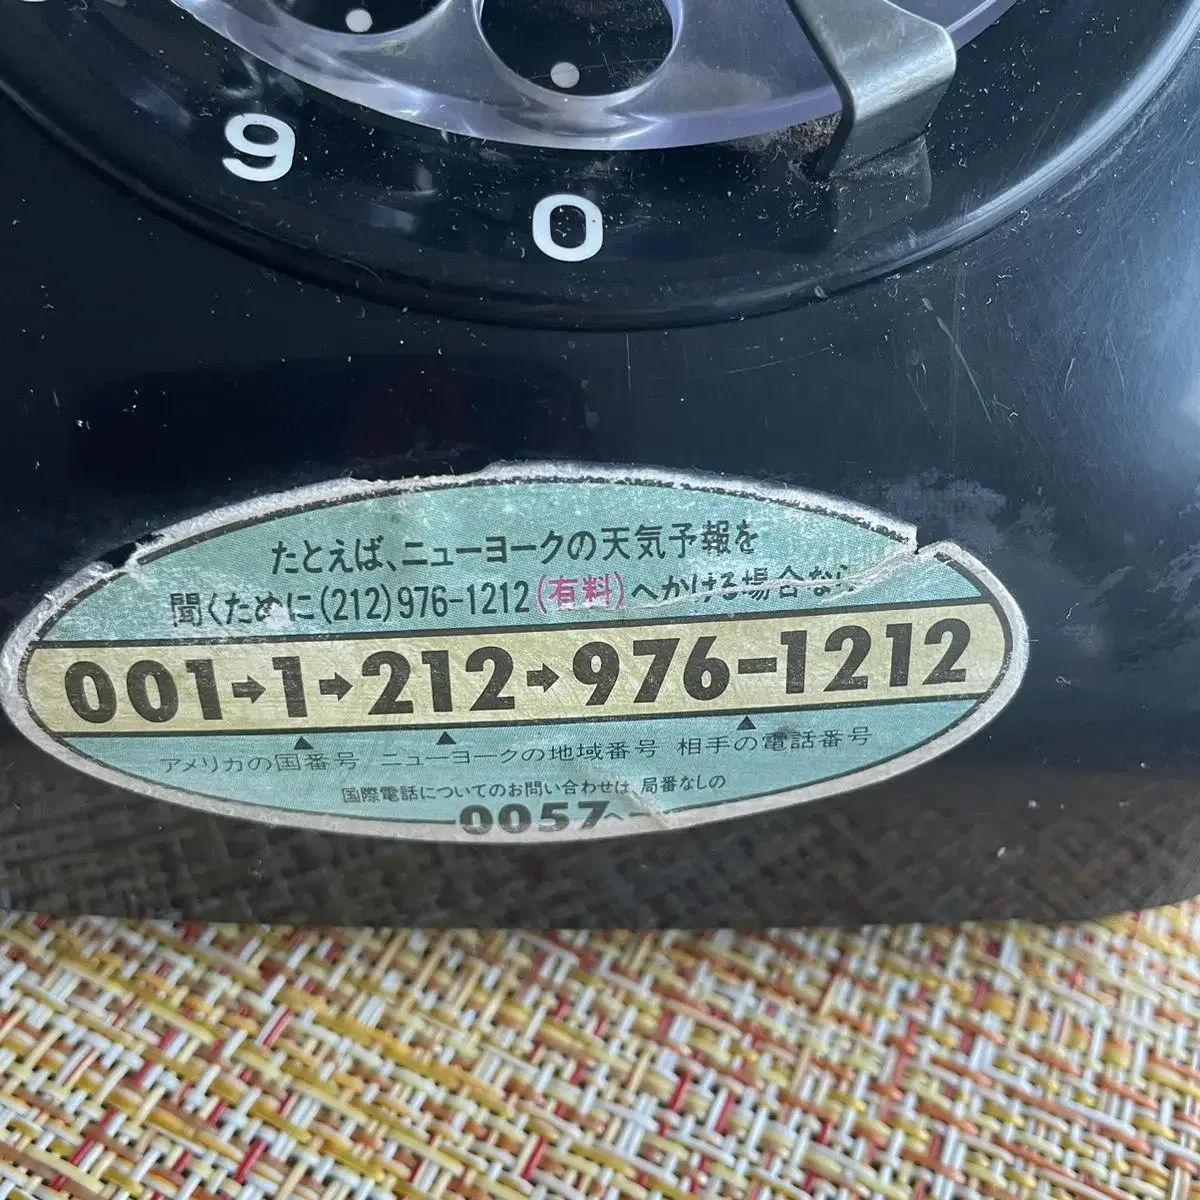 9
0
たとえば、ニューヨークの天気予報を
聞くために(212)976-1212(有料)へかける場合なら
001→1→212→976-1212
▲ ▲ ▲
アメリカの国番号 ニューヨークの地域番号 相手の電話番号
国際電話についてのお問い合わせは、局番なしの
0057へ